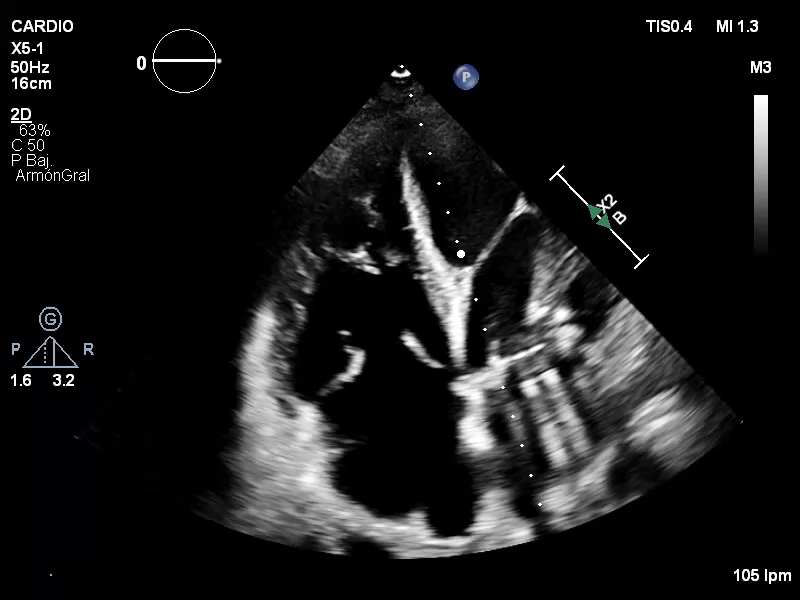 CARDIO
X5-1
50Hz
16cm
2D
63%
C 50
P Baj.
ArmónGral
0
P
TIS0.4 MI 1.3
M3
X2
B
G
P R
1.6 3.2
105 lpm